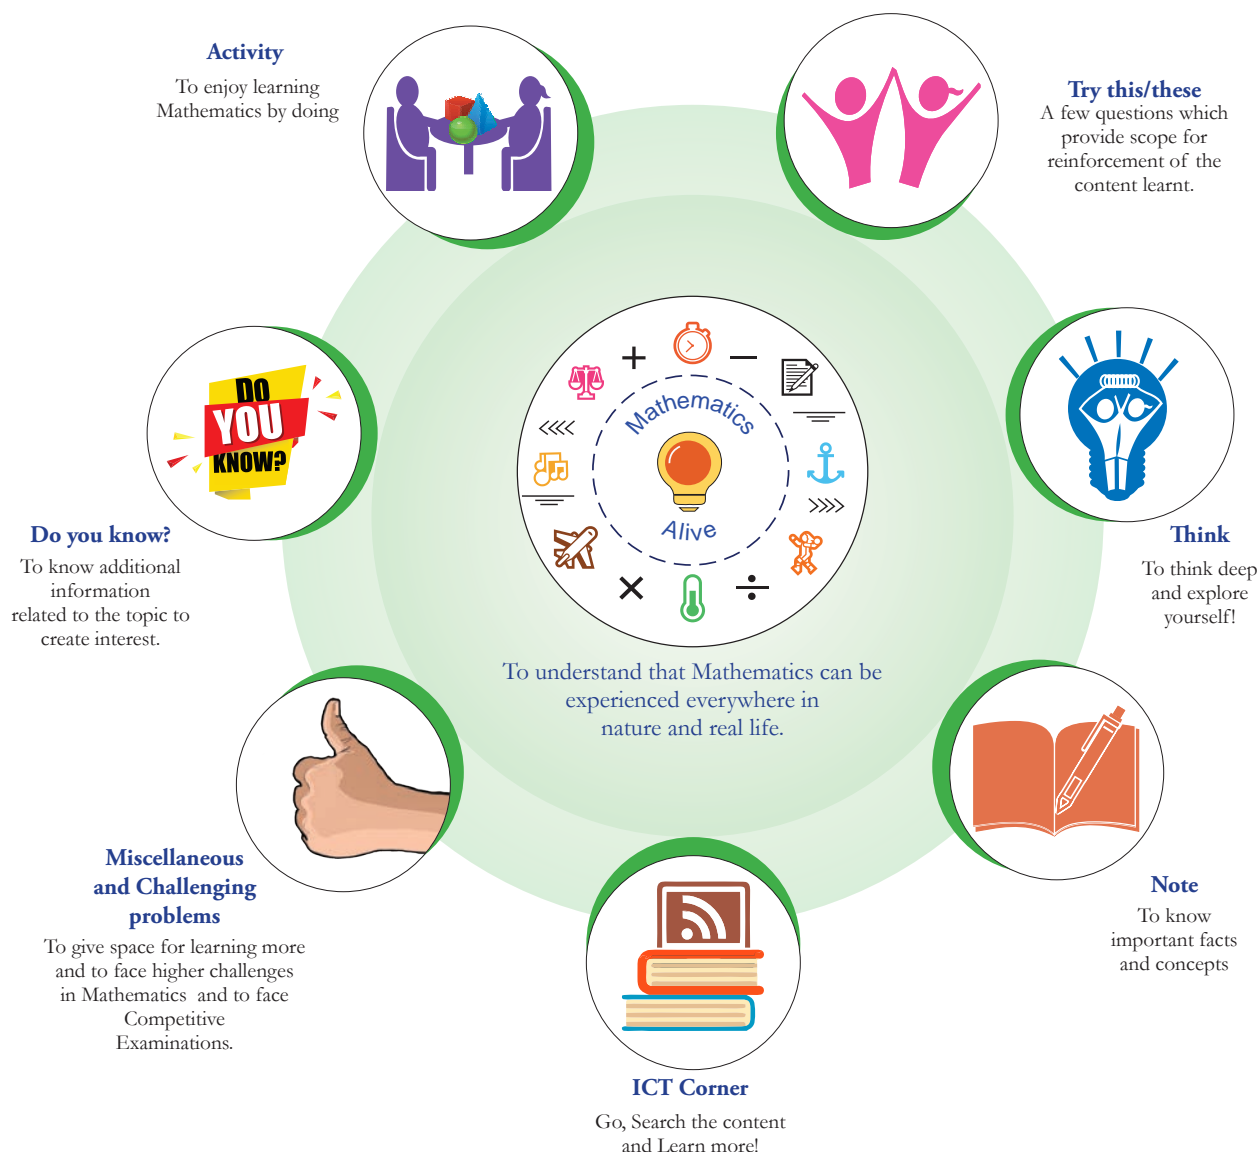 Activity
To enjoy learning
Mathematics by doing
Try this/these
A few questions which
provide scope for
reinforcement of the
content learnt.
DO
YOU
KNOW?
Do you know?
To know additional
information
related to the topic to
create interest.
+
−
Mathematics
<<<<
>>>>
Alive
×
÷
To understand that Mathematics can be
experienced everywhere in
nature and real life.
Think
To think deep
and explore
yourself!
Miscellaneous
and Challenging
problems
To give space for learning more
and to face higher challenges
in Mathematics and to face
Competitive
Examinations.
Note
To know
important facts
and concepts
ICT Corner
Go, Search the content
and Learn more!